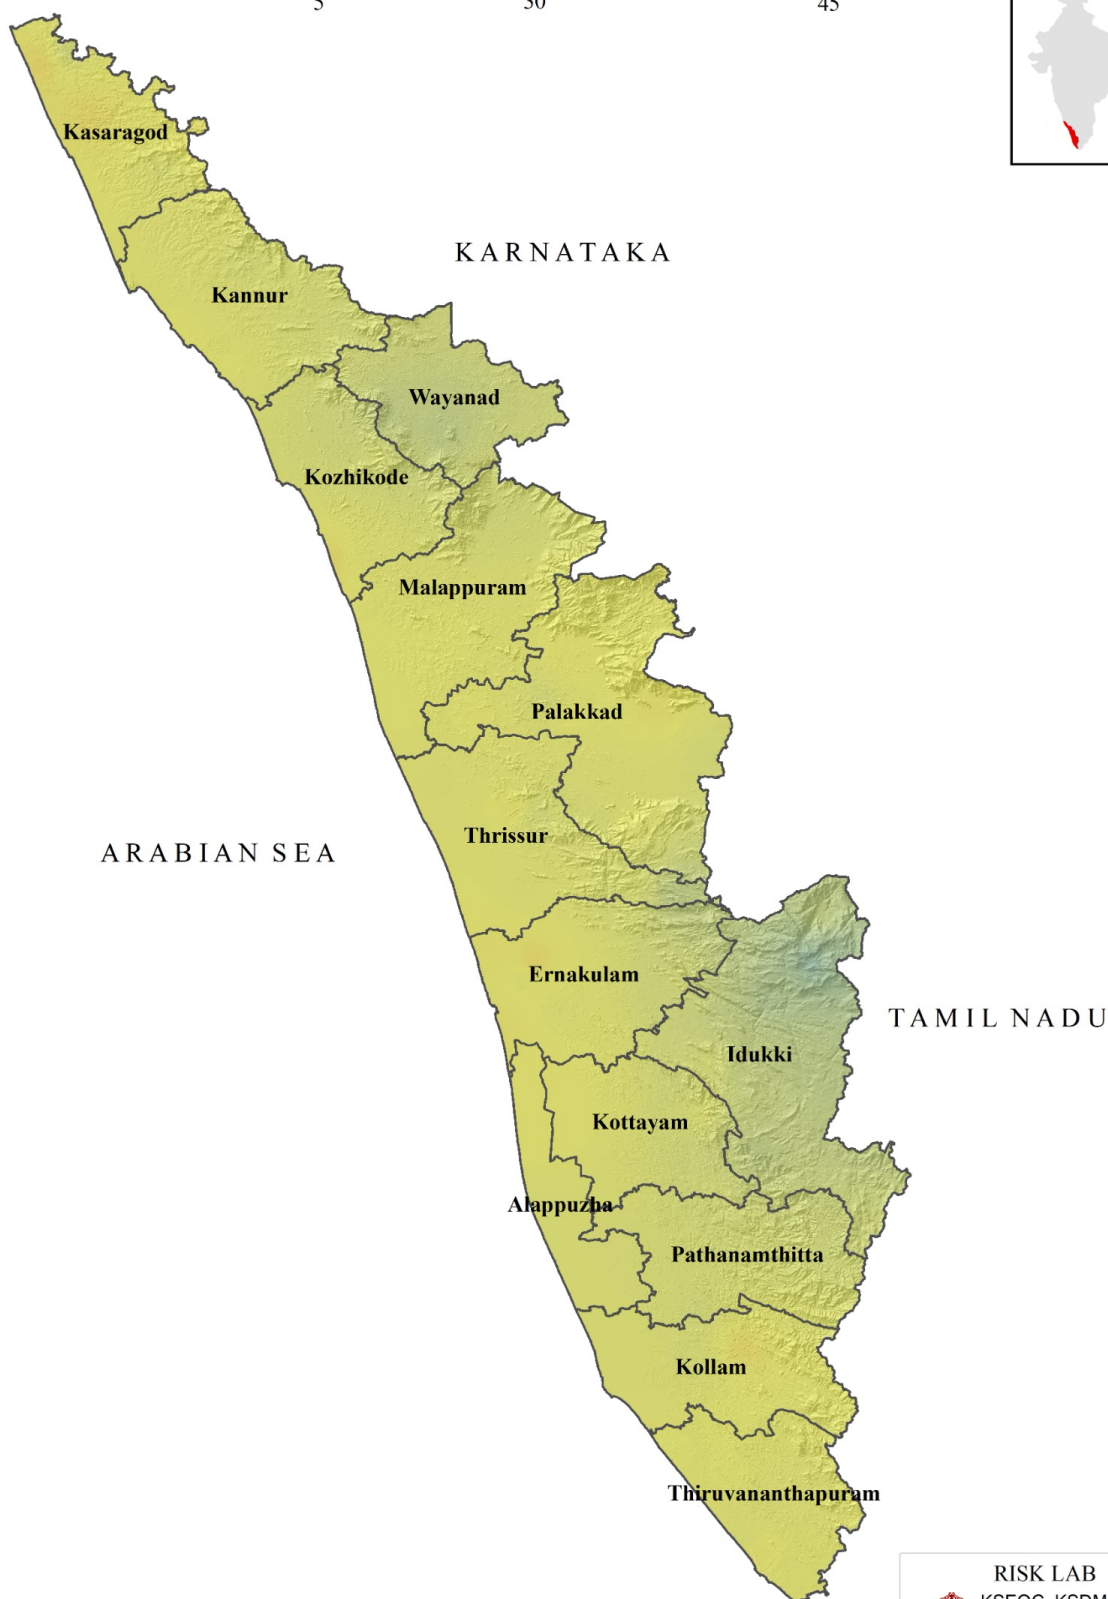 5 30 45
Kasaragod
KARNATAKA
Kannur
Wayanad
Kozhikode
Malappuram
Palakkad
Thrissur
ARABIAN SEA
Ernakulam
TAMIL NADU
Idukki
Kottayam
Alappuzha
Pathanamthitta
Kollam
Thiruvananthapuram
RISK LAB